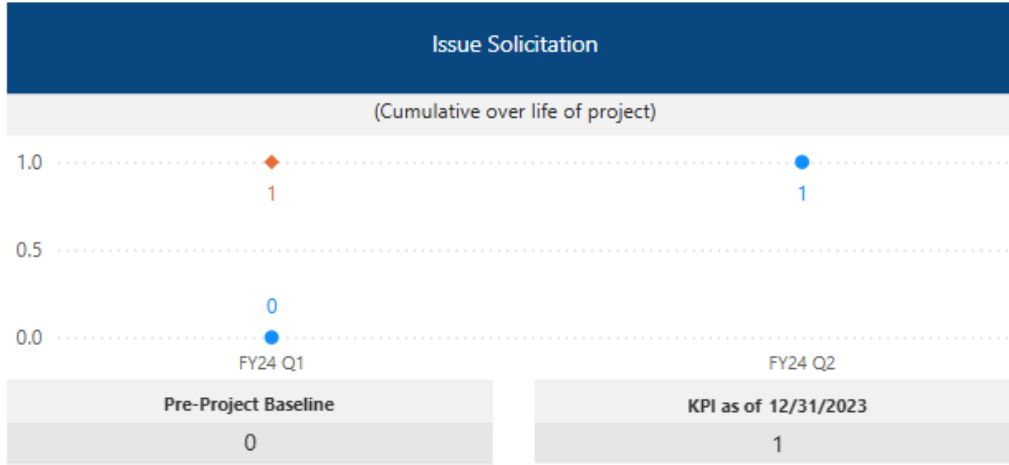 Issue Solicitation
(Cumulative over life of project)
1.0
1
1
0.5
0
0.0
FY24 Q1 FY24 Q2
Pre-Project Baseline KPI as of 12/31/2023
0 1